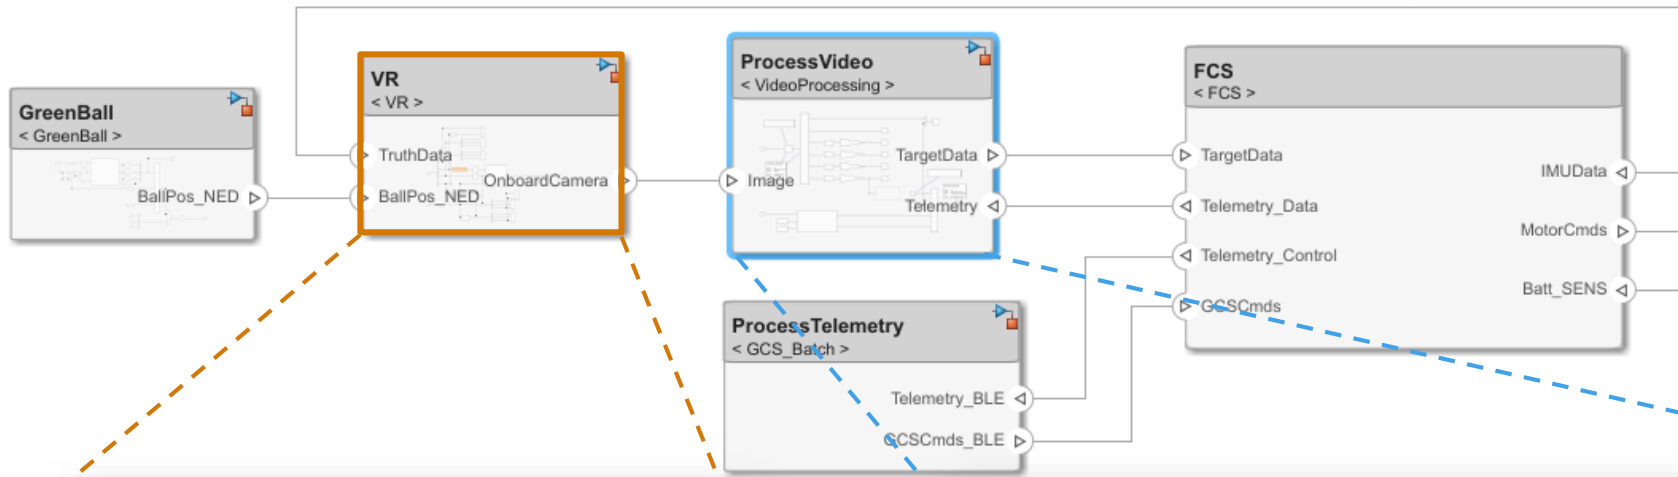 GreenBall
< GreenBall >
BallPos_NED
VR
< VR >
TruthData
BallPos_NED
OnboardCamera
ProcessVideo
< VideoProcessing >
Image
TargetData
Telemetry
ProcessTelemetry
< GCS_Batch >
Telemetry_BLE
GCSCmds_BLE
FCS
< FCS >
TargetData
Telemetry_Data
Telemetry_Control
GCSCmds
IMUData
MotorCmds
Batt_SENS